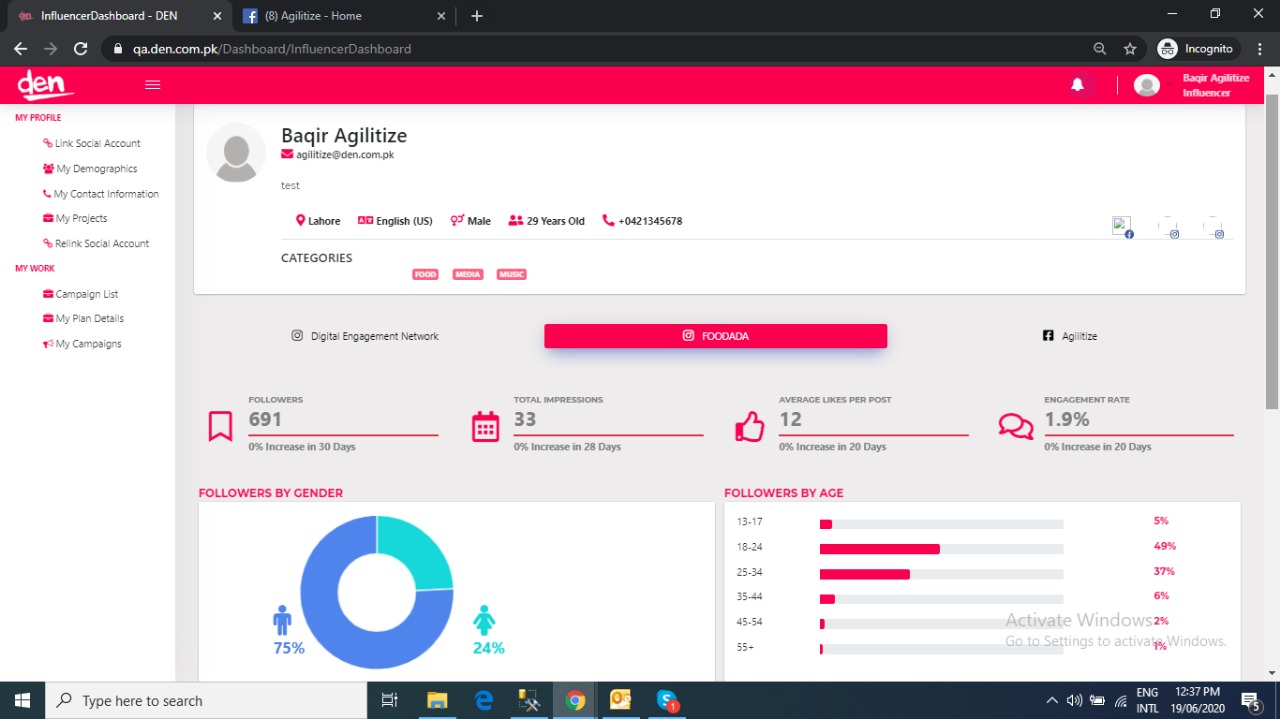 InfluencerDashboard - DEN
(8) Agilitize - Home
qa.den.com.pk/Dashboard/InfluencerDashboard
Incognito
den
Baqir Agilitize
Influencer
MY PROFILE
Link Social Account
My Demographics
My Contact Information
My Projects
Relink Social Account
MY WORK
Campaign List
My Plan Details
My Campaigns
Baqir Agilitize
agilitize@den.com.pk
test
Lahore English (US) Male 29 Years Old +0421345678
CATEGORIES
FOOD MEDIA MUSIC
Digital Engagement Network FOODADA Agilitize
FOLLOWERS
691
0% Increase in 30 Days
TOTAL IMPRESSIONS
33
0% Increase in 28 Days
AVERAGE LIKES PER POST
12
0% Increase in 20 Days
ENGAGEMENT RATE
1.9%
0% Increase in 20 Days
FOLLOWERS BY GENDER
75%
24%
FOLLOWERS BY AGE
13-17 5%
18-24 49%
25-34 37%
35-44 6%
45-54 2%
55+ 1%
Activate Windows
Go to Settings to activate Windows.
Type here to search
1
ENG
INTL
12:37 PM
19/06/2020
5